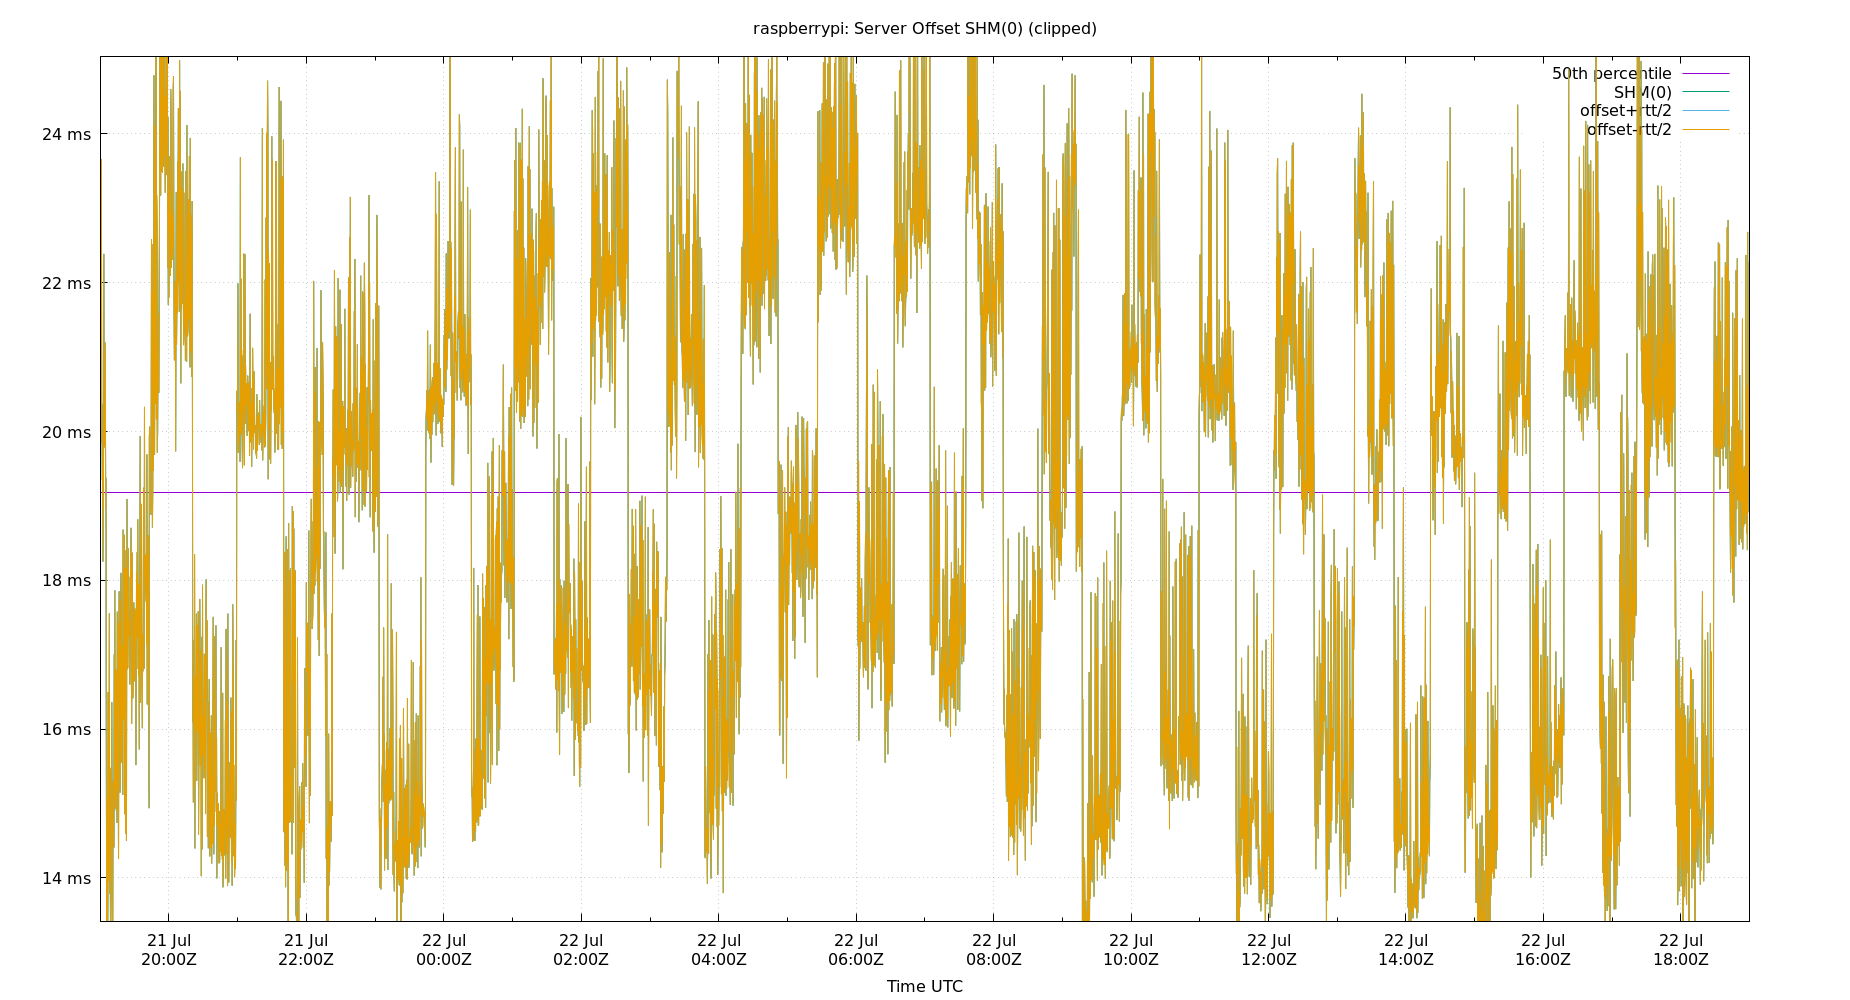 raspberrypi: Server Offset SHM(0) (clipped)
50th percentile
SHM(0)
offset+rtt/2
offset-rtt/2
24 ms
22 ms
20 ms
18 ms
16 ms
14 ms
21 Jul 21 Jul 22 Jul 22 Jul 22 Jul 22 Jul 22 Jul 22 Jul 22 Jul 22 Jul 22 Jul 22 Jul
20:00Z 22:00Z 00:00Z 02:00Z 04:00Z 06:00Z 08:00Z 10:00Z 12:00Z 14:00Z 16:00Z 18:00Z
Time UTC